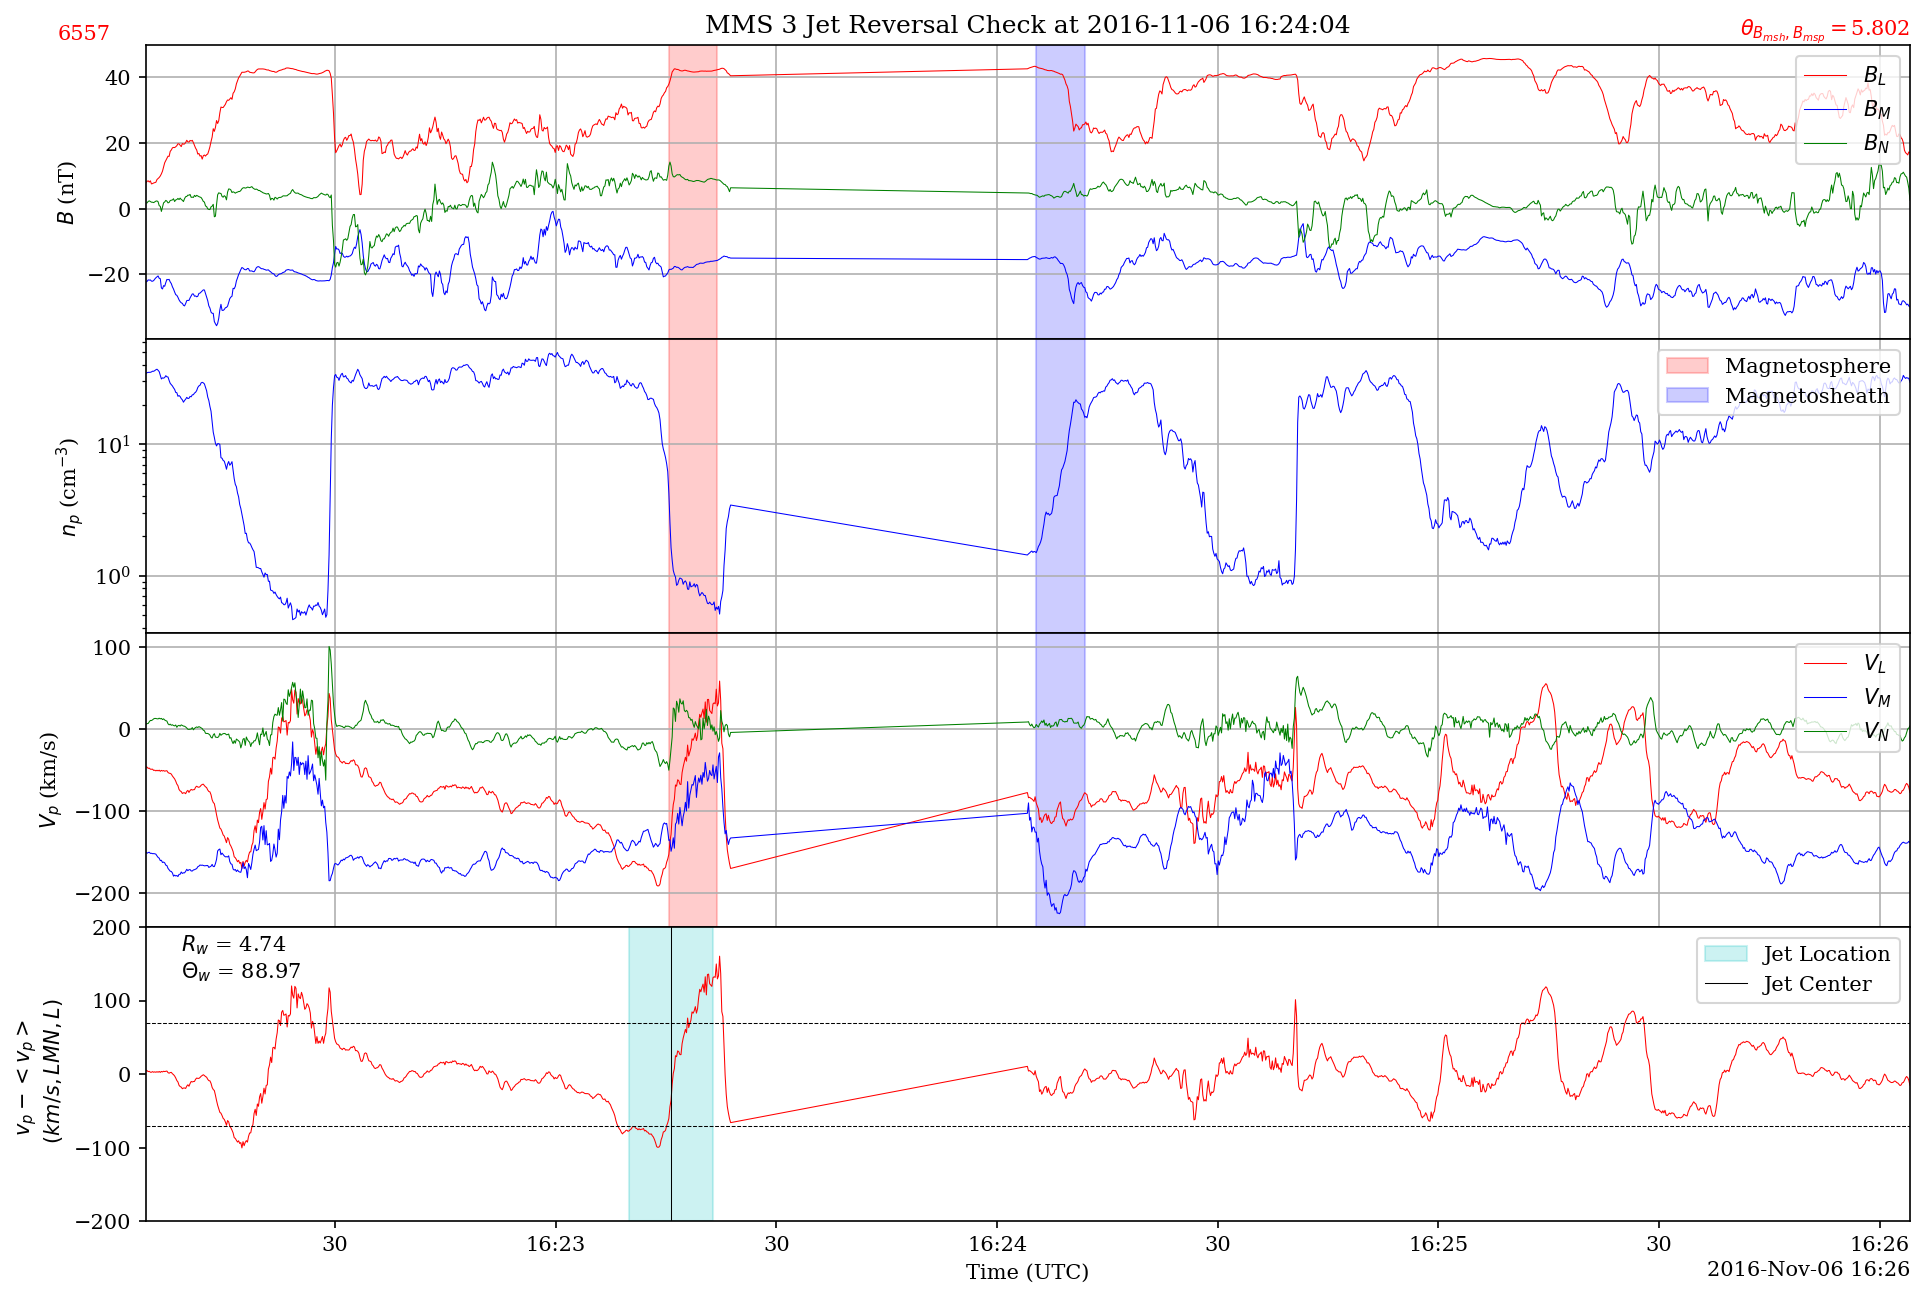 MMS 3 Jet Reversal Check at 2016-11-06 16:24:04
6557
θ_{B_{msh}, B_{msp}} = 5.802
40
20
0
−20
B (nT)
B_L
B_M
B_N
10^1
10^0
n_p (cm^{−3})
Magnetosphere
Magnetosheath
100
0
−100
−200
V_p (km/s)
V_L
V_M
V_N
200
100
0
−100
−200
v_p − < v_p >
(km/s, LMN, L)
R_w = 4.74
Θ_w = 88.97
Jet Location
Jet Center
30 16:23 30 16:24 30 16:25 30 16:26
Time (UTC)
2016-Nov-06 16:26